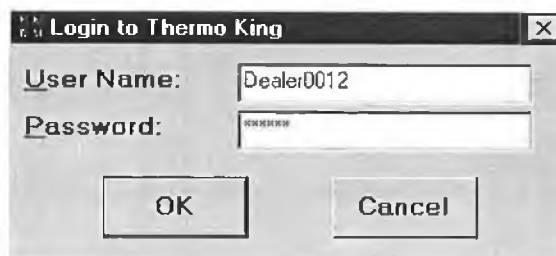 Login to Thermo King
User Name: Dealer0012
Password: ******
OK Cancel